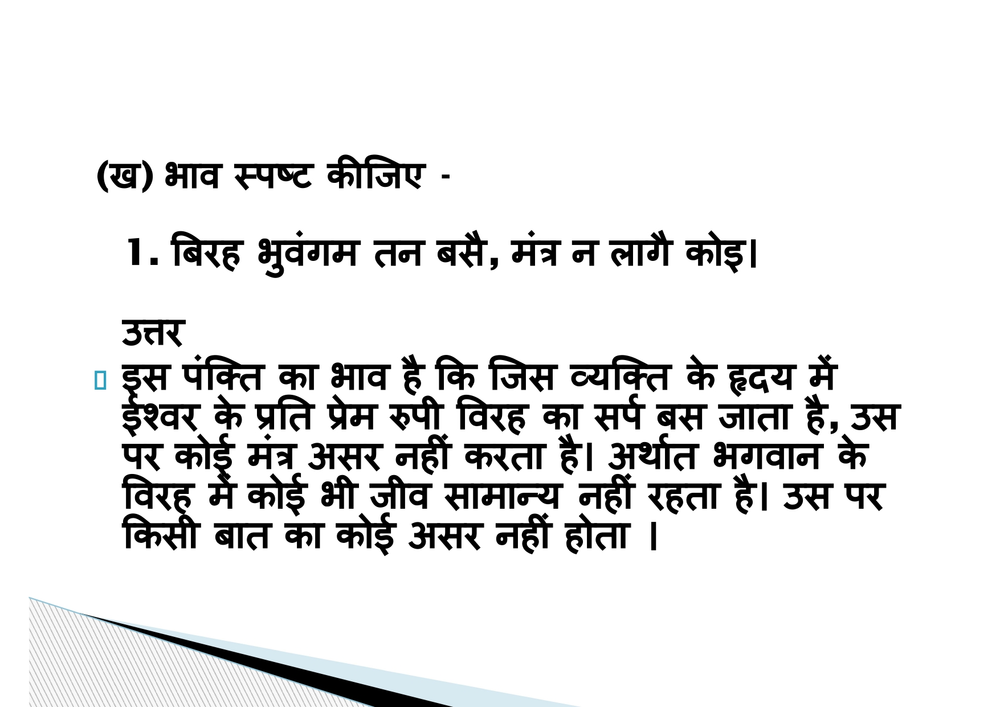 (ख) भाव स्पष्ट कीजिए -
1. बिरह भुवंगम तन बसै, मंत्र न लागै कोइ।
उत्तर
इस पंक्ति का भाव है कि जिस व्यक्ति के हृदय में
ईश्वर के प्रति प्रेम रुपी विरह का सर्प बस जाता है, उस
पर कोई मंत्र असर नहीं करता है। अर्थात भगवान के
विरह में कोई भी जीव सामान्य नहीं रहता है। उस पर
किसी बात का कोई असर नहीं होता ।